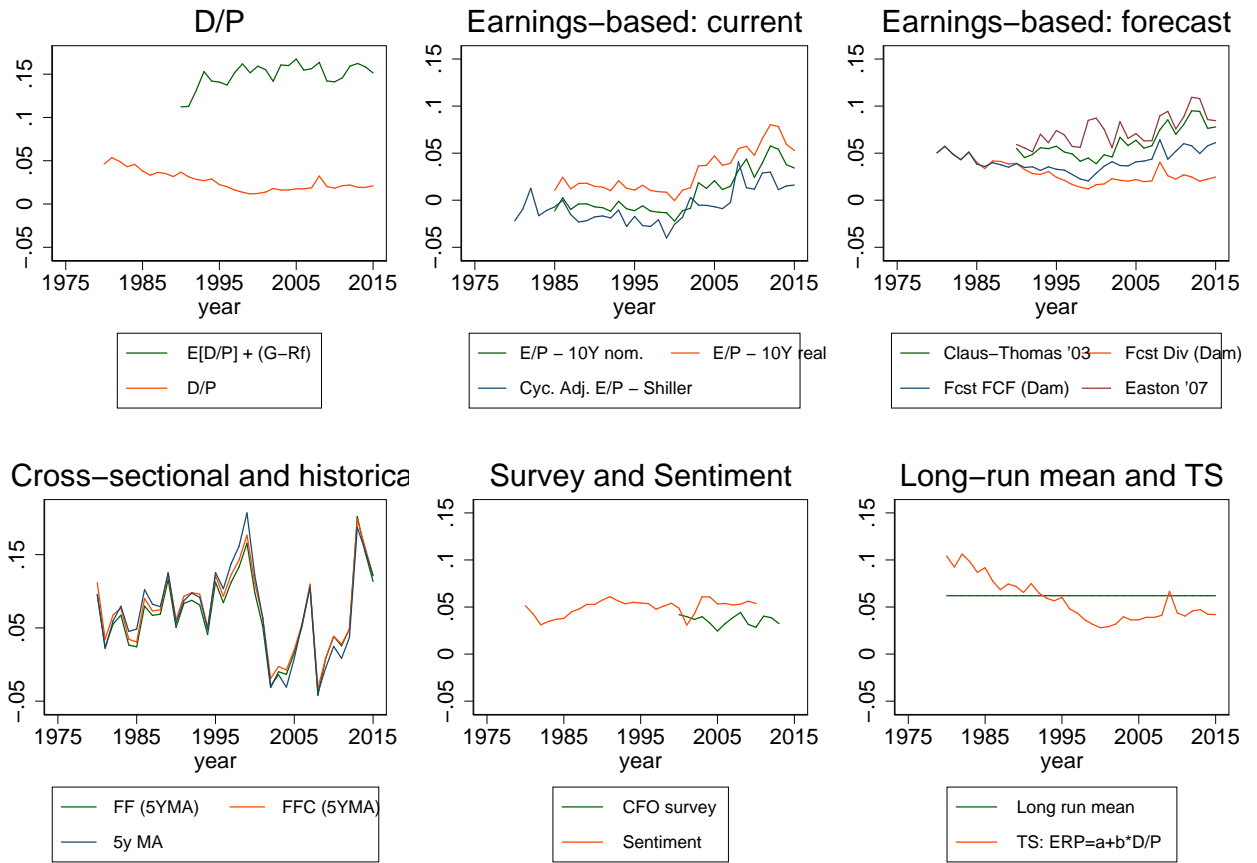 D/P
.15
.1
.05
0
−.05
1975 1985 1995 2005 2015
year
E[D/P] + (G−Rf)
D/P
Earnings−based: current
.15
.1
.05
0
−.05
1975 1985 1995 2005 2015
year
E/P − 10Y nom. E/P − 10Y real
Cyc. Adj. E/P − Shiller
Earnings−based: forecast
.15
.1
.05
0
−.05
1975 1985 1995 2005 2015
year
Claus−Thomas '03 Fcst Div (Dam)
Fcst FCF (Dam) Easton '07
Cross−sectional and historica
.15
.05
−.05
1975 1985 1995 2005 2015
year
FF (5YMA) FFC (5YMA)
5y MA
Survey and Sentiment
.15
.1
.05
0
−.05
1975 1985 1995 2005 2015
year
CFO survey
Sentiment
Long−run mean and TS
.15
.1
.05
0
−.05
1975 1985 1995 2005 2015
year
Long run mean
TS: ERP=a+b*D/P